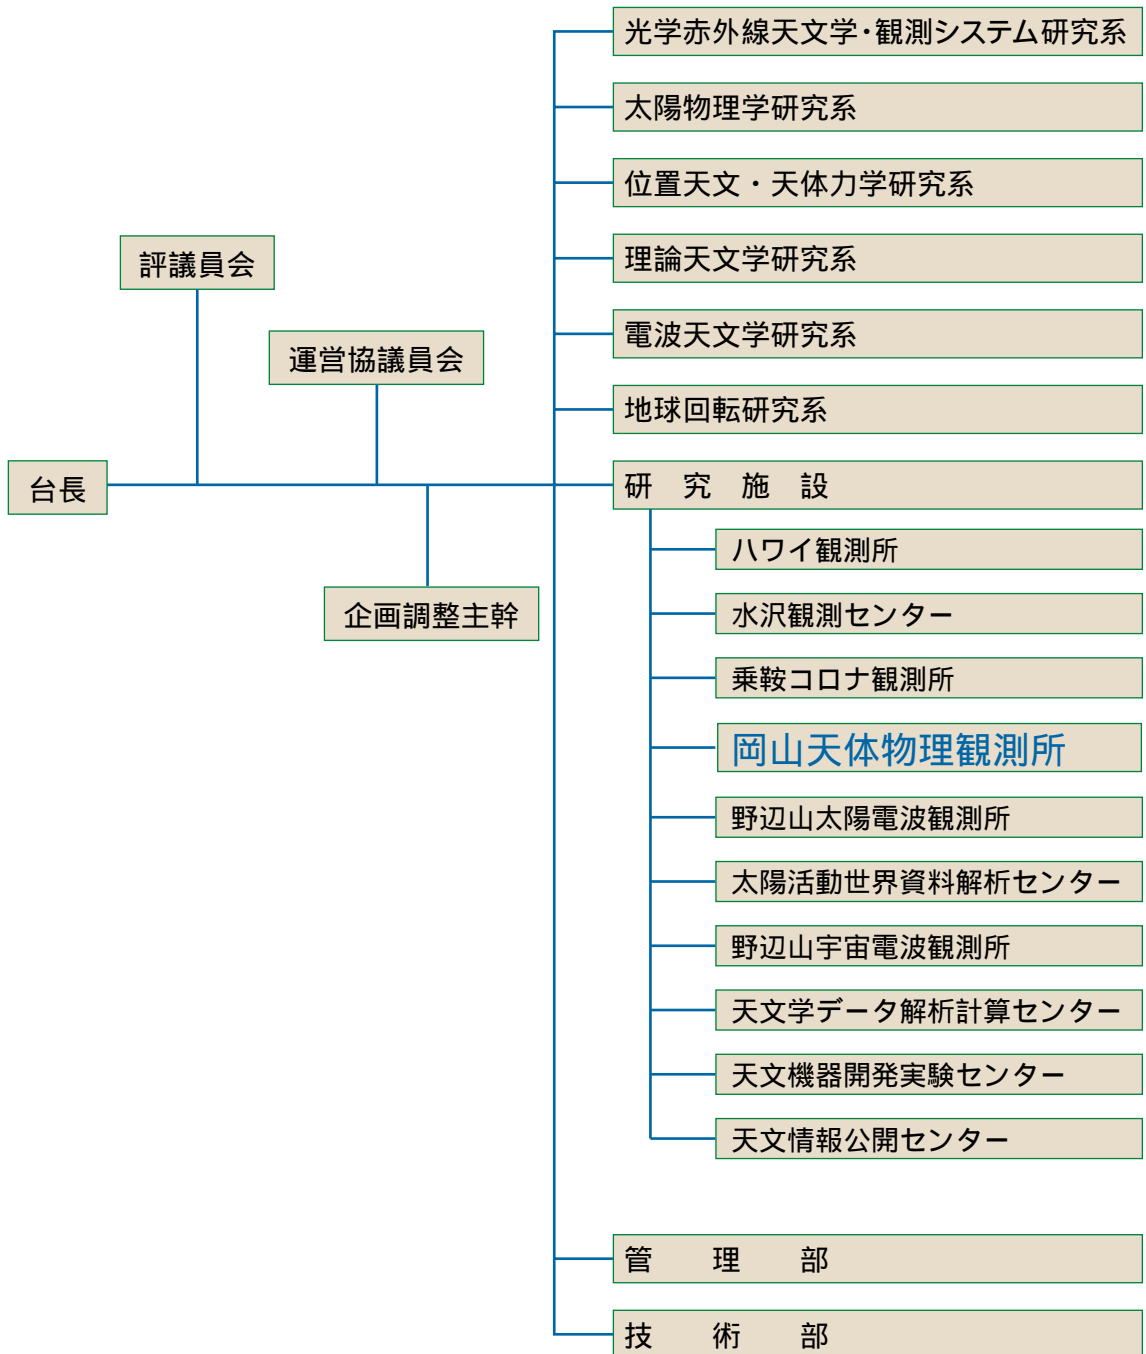 光学赤外線天文学・観測システム研究系
太陽物理学研究系
位置天文・天体力学研究系
評議員会
理論天文学研究系
運営協議員会
電波天文学研究系
地球回転研究系
台長
研究施設
ハワイ観測所
企画調整主幹
水沢観測センター
乗鞍コロナ観測所
岡山天体物理観測所
野辺山太陽電波観測所
太陽活動世界資料解析センター
野辺山宇宙電波観測所
天文学データ解析計算センター
天文機器開発実験センター
天文情報公開センター
管理部
技術部